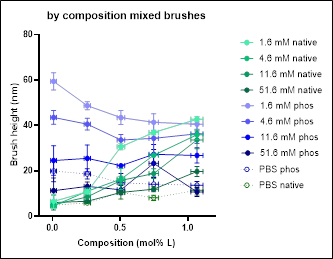 by composition mixed brushes
Brush height (nm)
80
60
40
20
0
0.0
0.5
1.0
Composition (mol% L)
1.6 mM native
4.6 mM native
11.6 mM native
51.6 mM native
1.6 mM phos
4.6 mM phos
11.6 mM phos
51.6 mM phos
PBS phos
PBS native